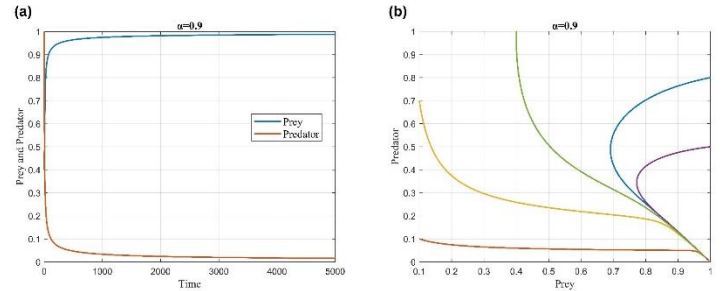 (a)
α=0.9
1
0.9
0.8
0.7
0.6
0.5
0.4
0.3
0.2
0.1
0
Prey and Predator
Prey
Predator
0 1000 2000 3000 4000 5000
Time
(b)
α=0.9
1
0.9
0.8
0.7
0.6
0.5
0.4
0.3
0.2
0.1
0
Predator
0.1 0.2 0.3 0.4 0.5 0.6 0.7 0.8 0.9 1
Prey